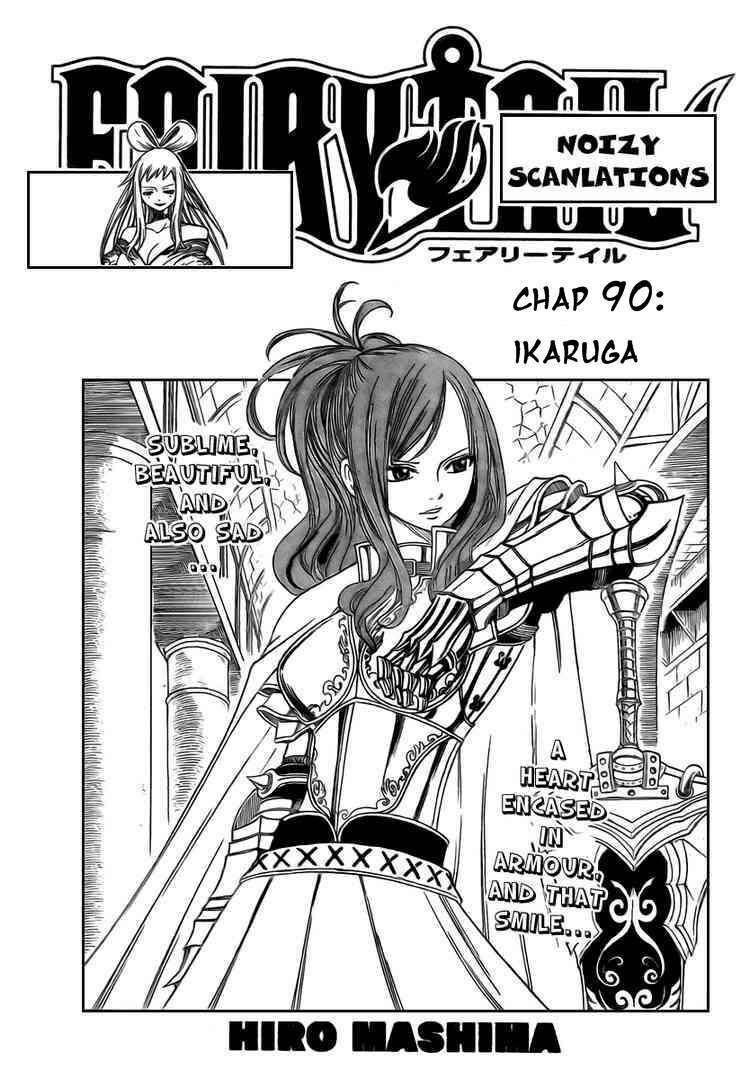 FAIRY TAIL
NOIZY
SCANLATIONS
フェアリーテイル
CHAP 90:
IKARUGA
SUBLIME,
BEAUTIFUL,
AND
ALSO SAD
...
A
HEART
ENCASED
IN
ARMOUR,
AND THAT
SMILE...
HIRO MASHIMA